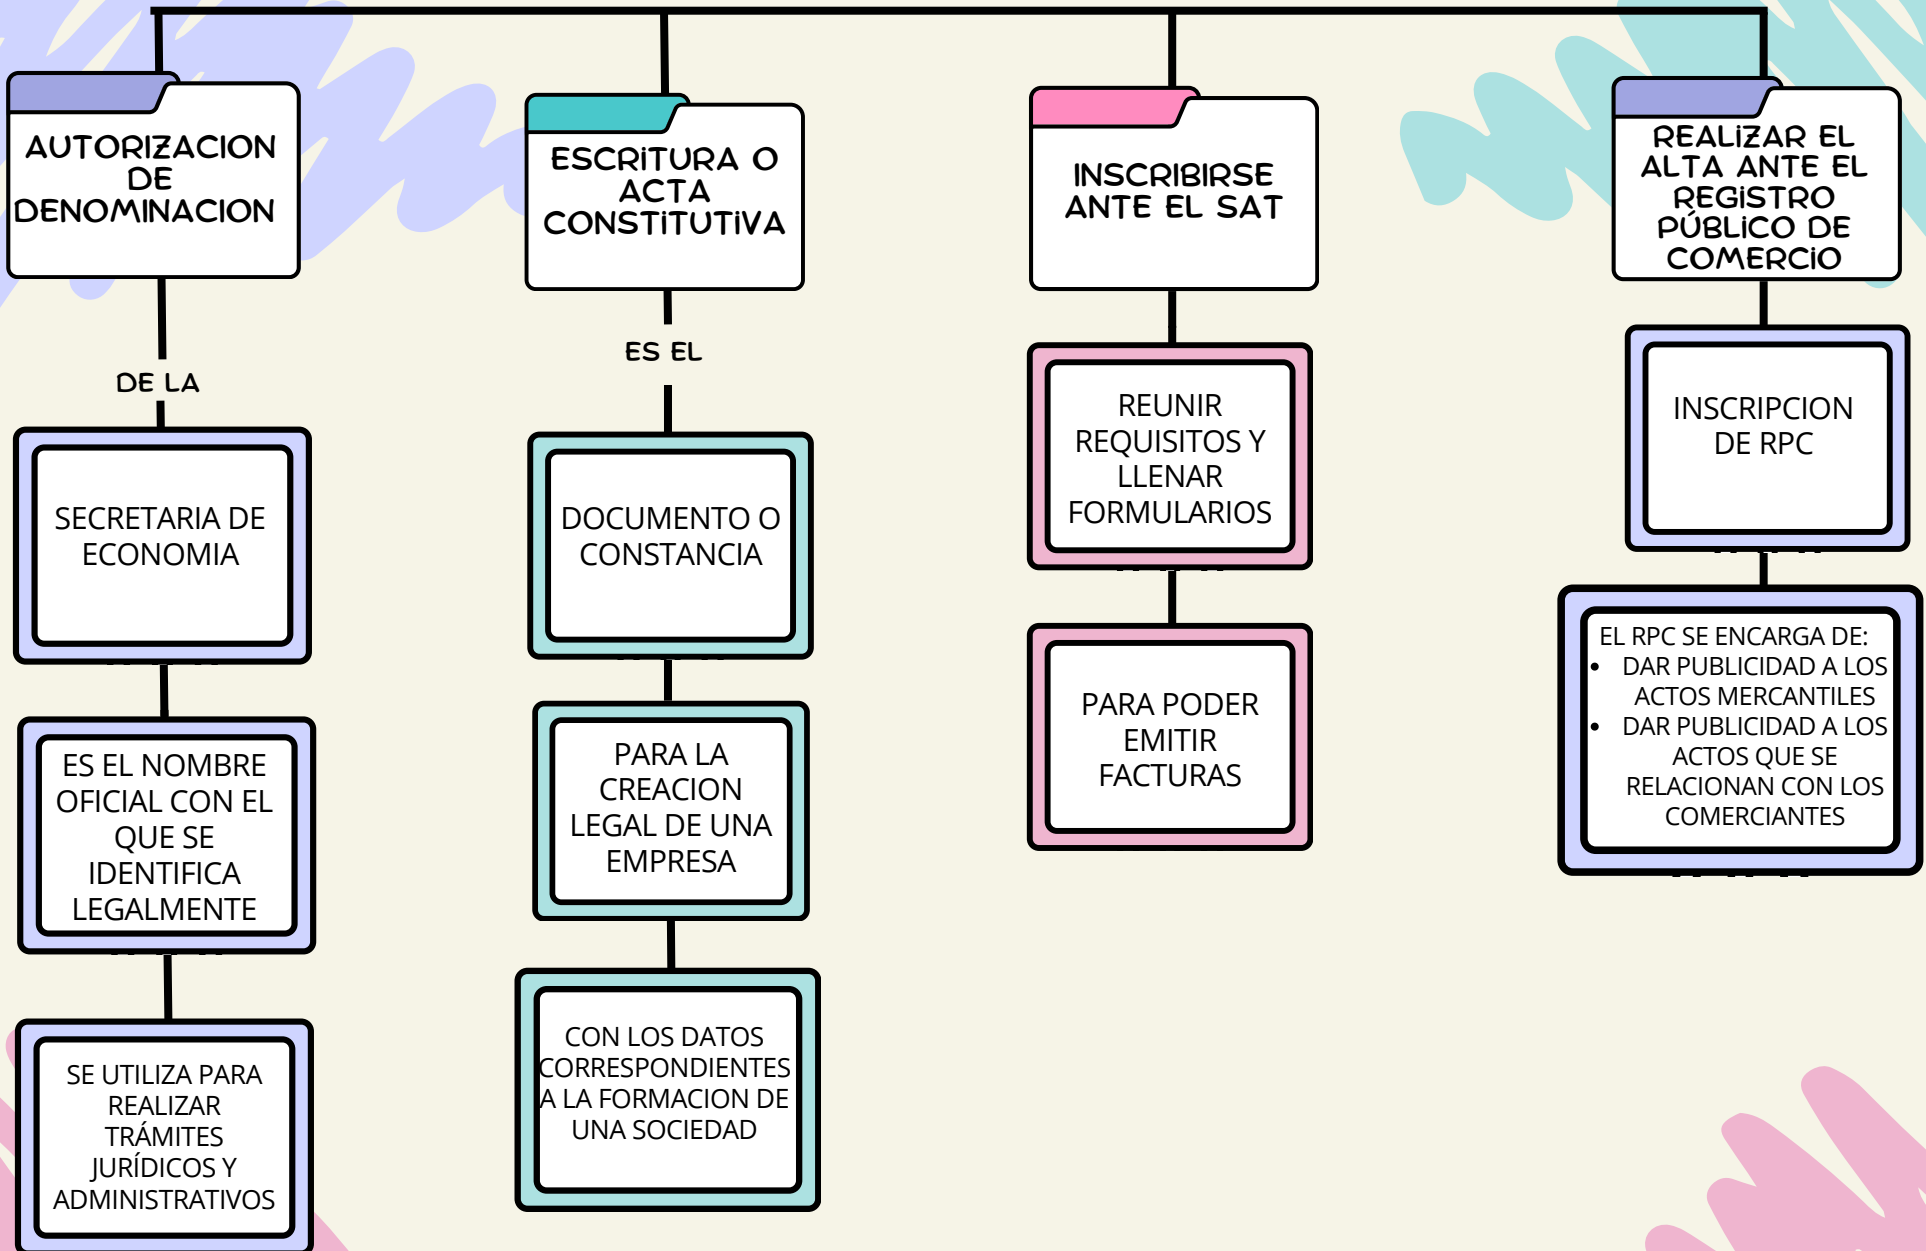 AUTORIZACION
DE
DENOMINACION
DE LA
SECRETARIA DE
ECONOMIA
ES EL NOMBRE
OFICIAL CON EL
QUE SE
IDENTIFICA
LEGALMENTE
SE UTILIZA PARA
REALIZAR
TRÁMITES
JURÍDICOS Y
ADMINISTRATIVOS
ESCRITURA O
ACTA
CONSTITUTIVA
ES EL
DOCUMENTO O
CONSTANCIA
PARA LA
CREACION
LEGAL DE UNA
EMPRESA
CON LOS DATOS
CORRESPONDIENTES
A LA FORMACION DE
UNA SOCIEDAD
INSCRIBIRSE
ANTE EL SAT
REUNIR
REQUISITOS Y
LLENAR
FORMULARIOS
PARA PODER
EMITIR
FACTURAS
REALIZAR EL
ALTA ANTE EL
REGISTRO
PÚBLICO DE
COMERCIO
INSCRIPCION
DE RPC
EL RPC SE ENCARGA DE:
• DAR PUBLICIDAD A LOS
ACTOS MERCANTILES
• DAR PUBLICIDAD A LOS
ACTOS QUE SE
RELACIONAN CON LOS
COMERCIANTES